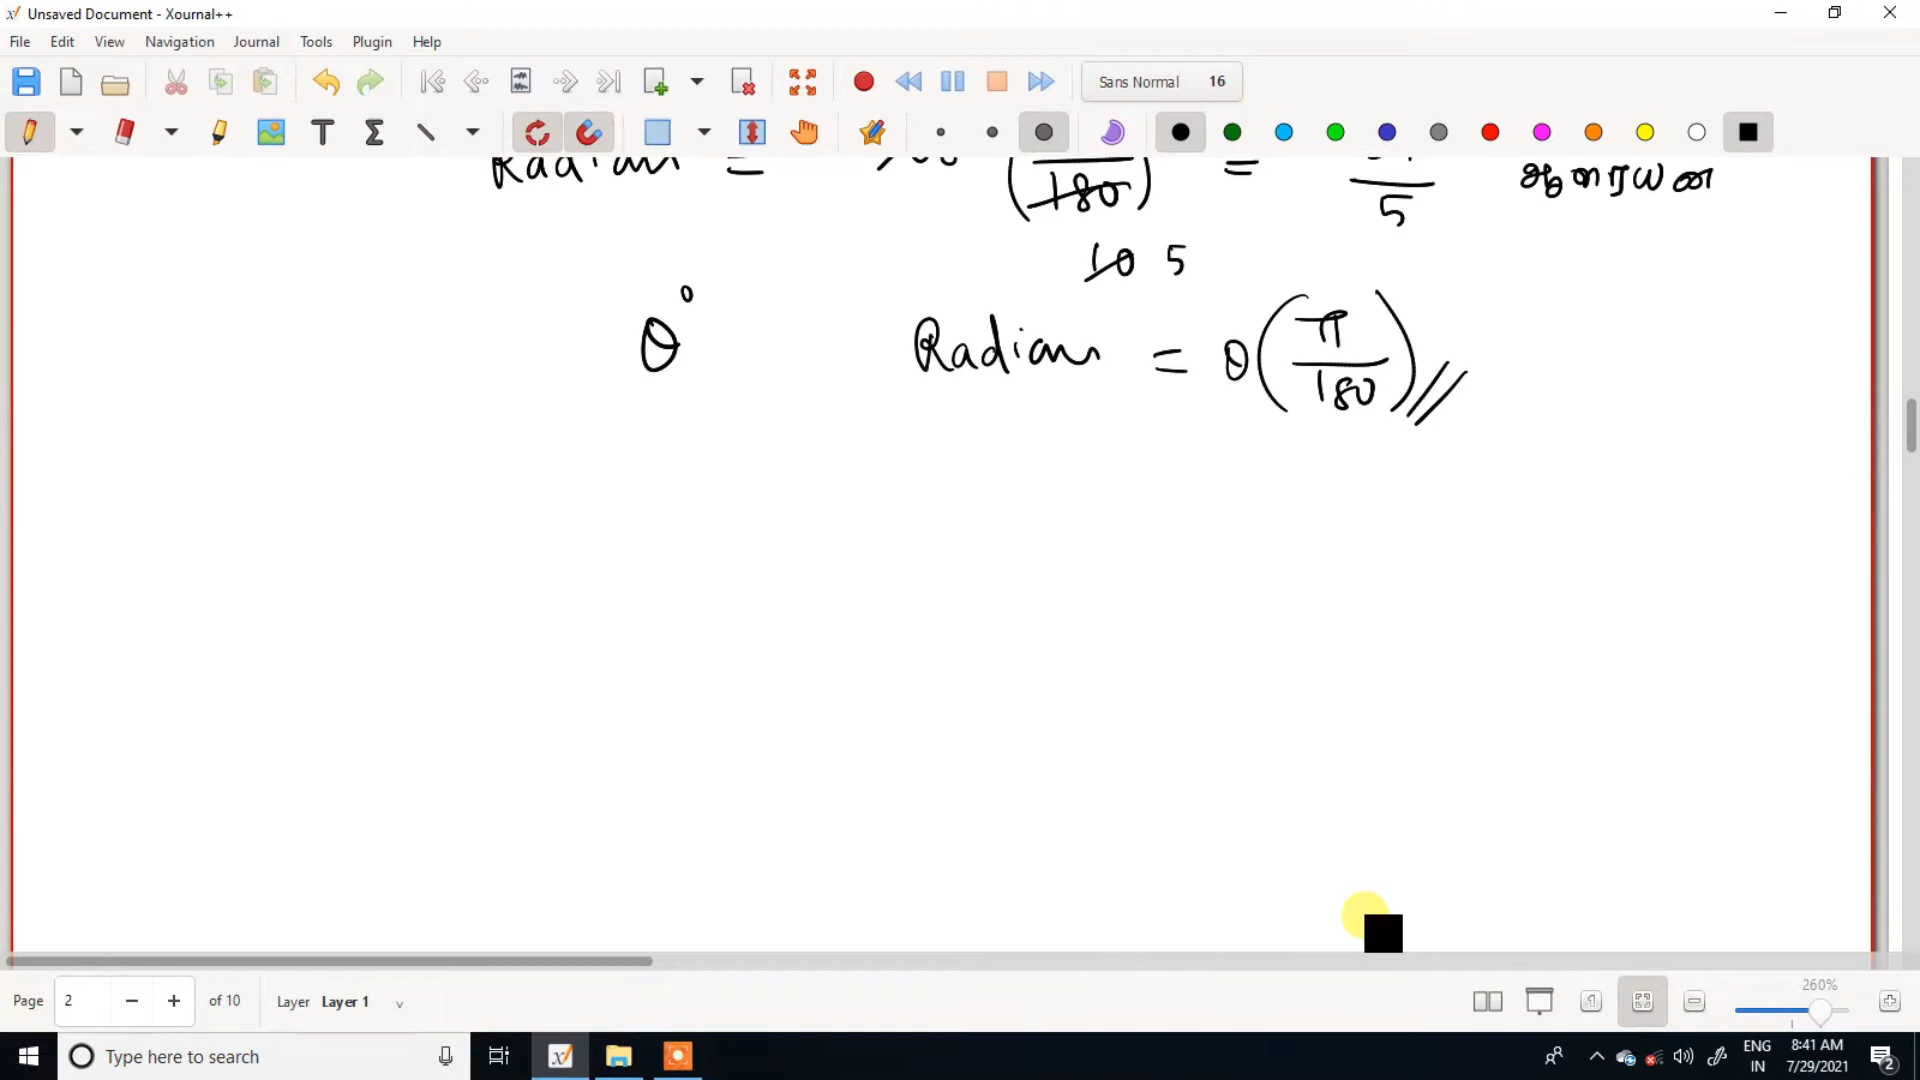 Unsaved Document - Xournal++
File Edit View Navigation Journal Tools Plugin Help
Sans Normal 16
Radian = (180) = 5
10 5
θ° Radian = θ(π/180)//
Page 2 of 10 Layer Layer 1
260%
Type here to search
ENG 8:41 AM
IN 7/29/2021 2